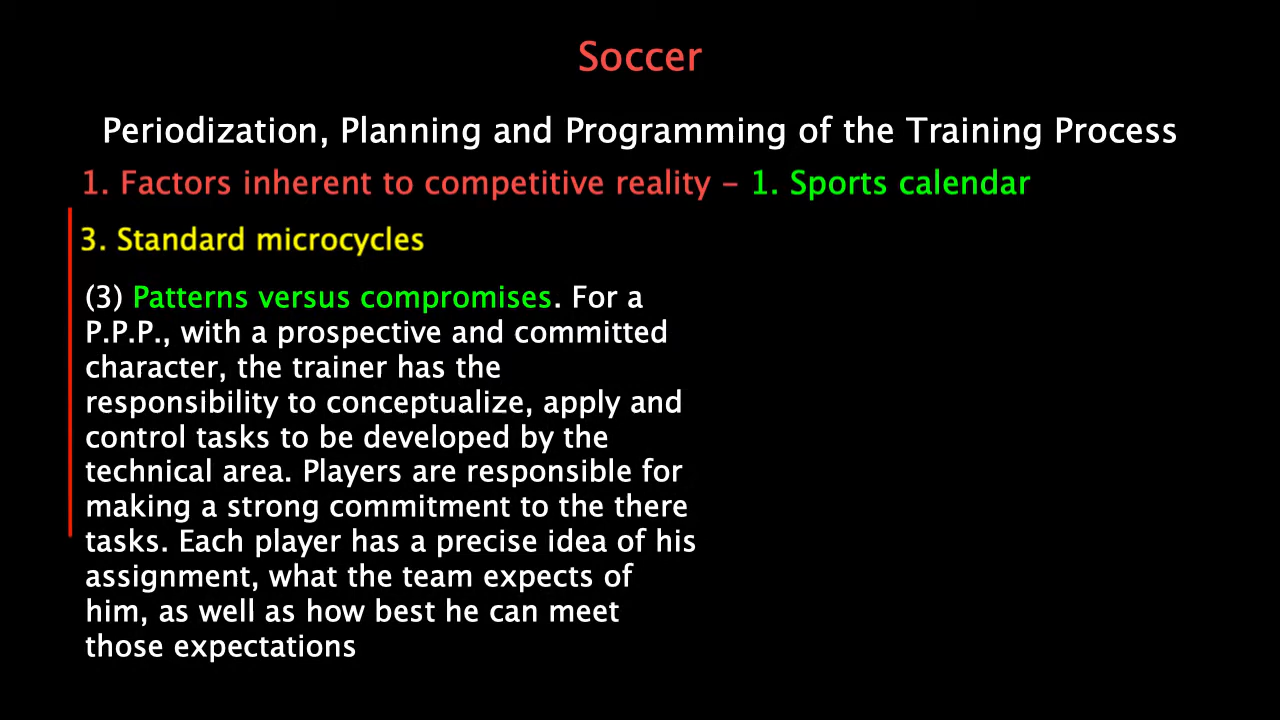 Soccer
Periodization, Planning and Programming of the Training Process
1. Factors inherent to competitive reality – 1. Sports calendar
3. Standard microcycles
(3) Patterns versus compromises. For a
P.P.P., with a prospective and committed
character, the trainer has the
responsibility to conceptualize, apply and
control tasks to be developed by the
technical area. Players are responsible for
making a strong commitment to the there
tasks. Each player has a precise idea of his
assignment, what the team expects of
him, as well as how best he can meet
those expectations